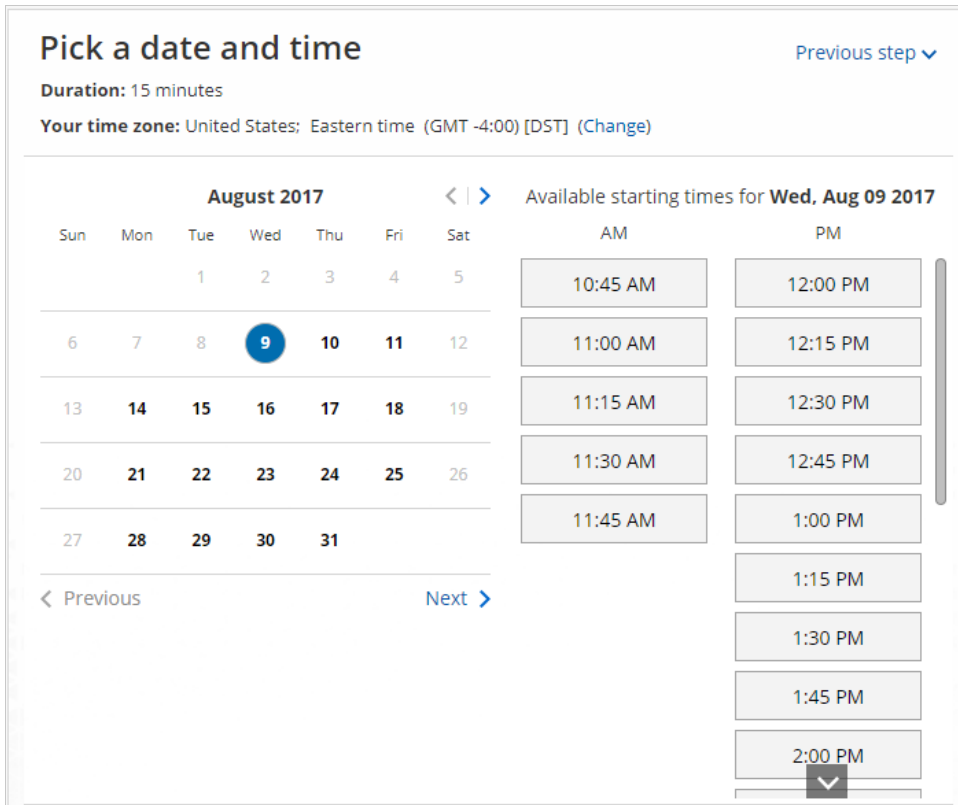 Pick a date and time
Previous step
Duration: 15 minutes
Your time zone: United States; Eastern time (GMT -4:00) [DST] (Change)
August 2017
Sun Mon Tue Wed Thu Fri Sat
1 2 3 4 5
6 7 8 9 10 11 12
13 14 15 16 17 18 19
20 21 22 23 24 25 26
27 28 29 30 31
Previous Next
Available starting times for Wed, Aug 09 2017
AM PM
10:45 AM 12:00 PM
11:00 AM 12:15 PM
11:15 AM 12:30 PM
11:30 AM 12:45 PM
11:45 AM 1:00 PM
1:15 PM
1:30 PM
1:45 PM
2:00 PM